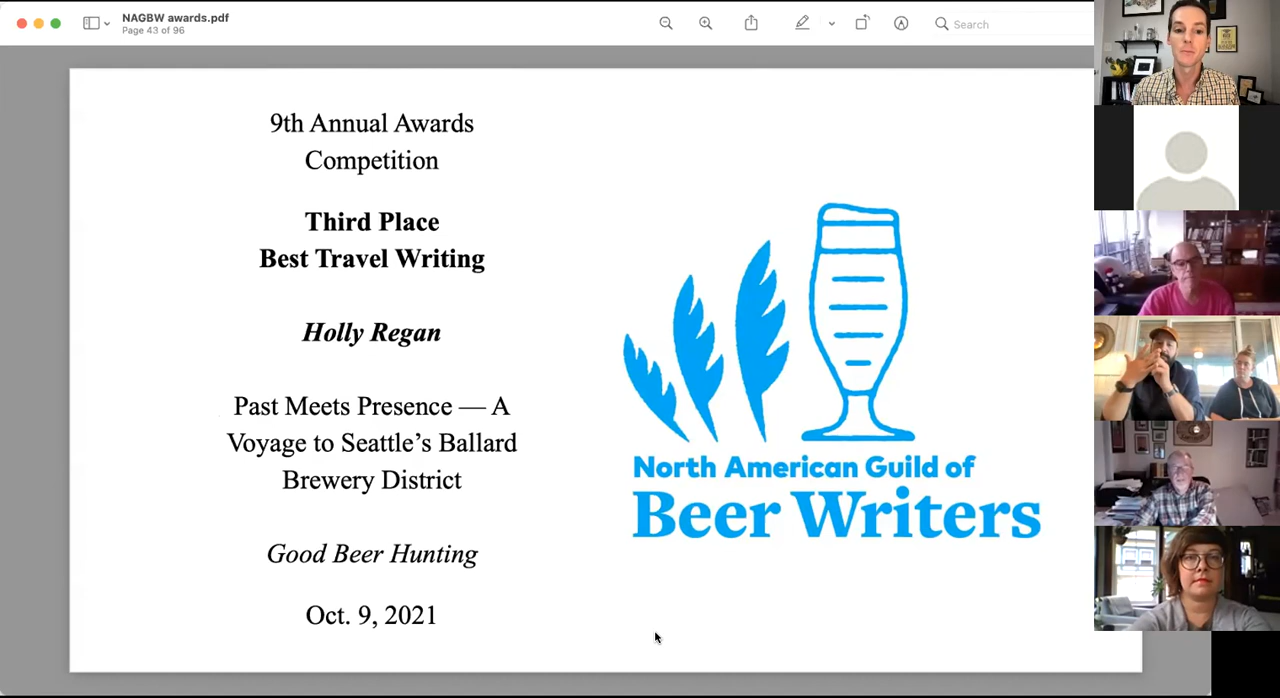 NAGBW awards.pdf
Page 43 of 96
Search
9th Annual Awards
Competition
Third Place
Best Travel Writing
Holly Regan
Past Meets Presence — A
Voyage to Seattle’s Ballard
Brewery District
Good Beer Hunting
Oct. 9, 2021
North American Guild of
Beer Writers